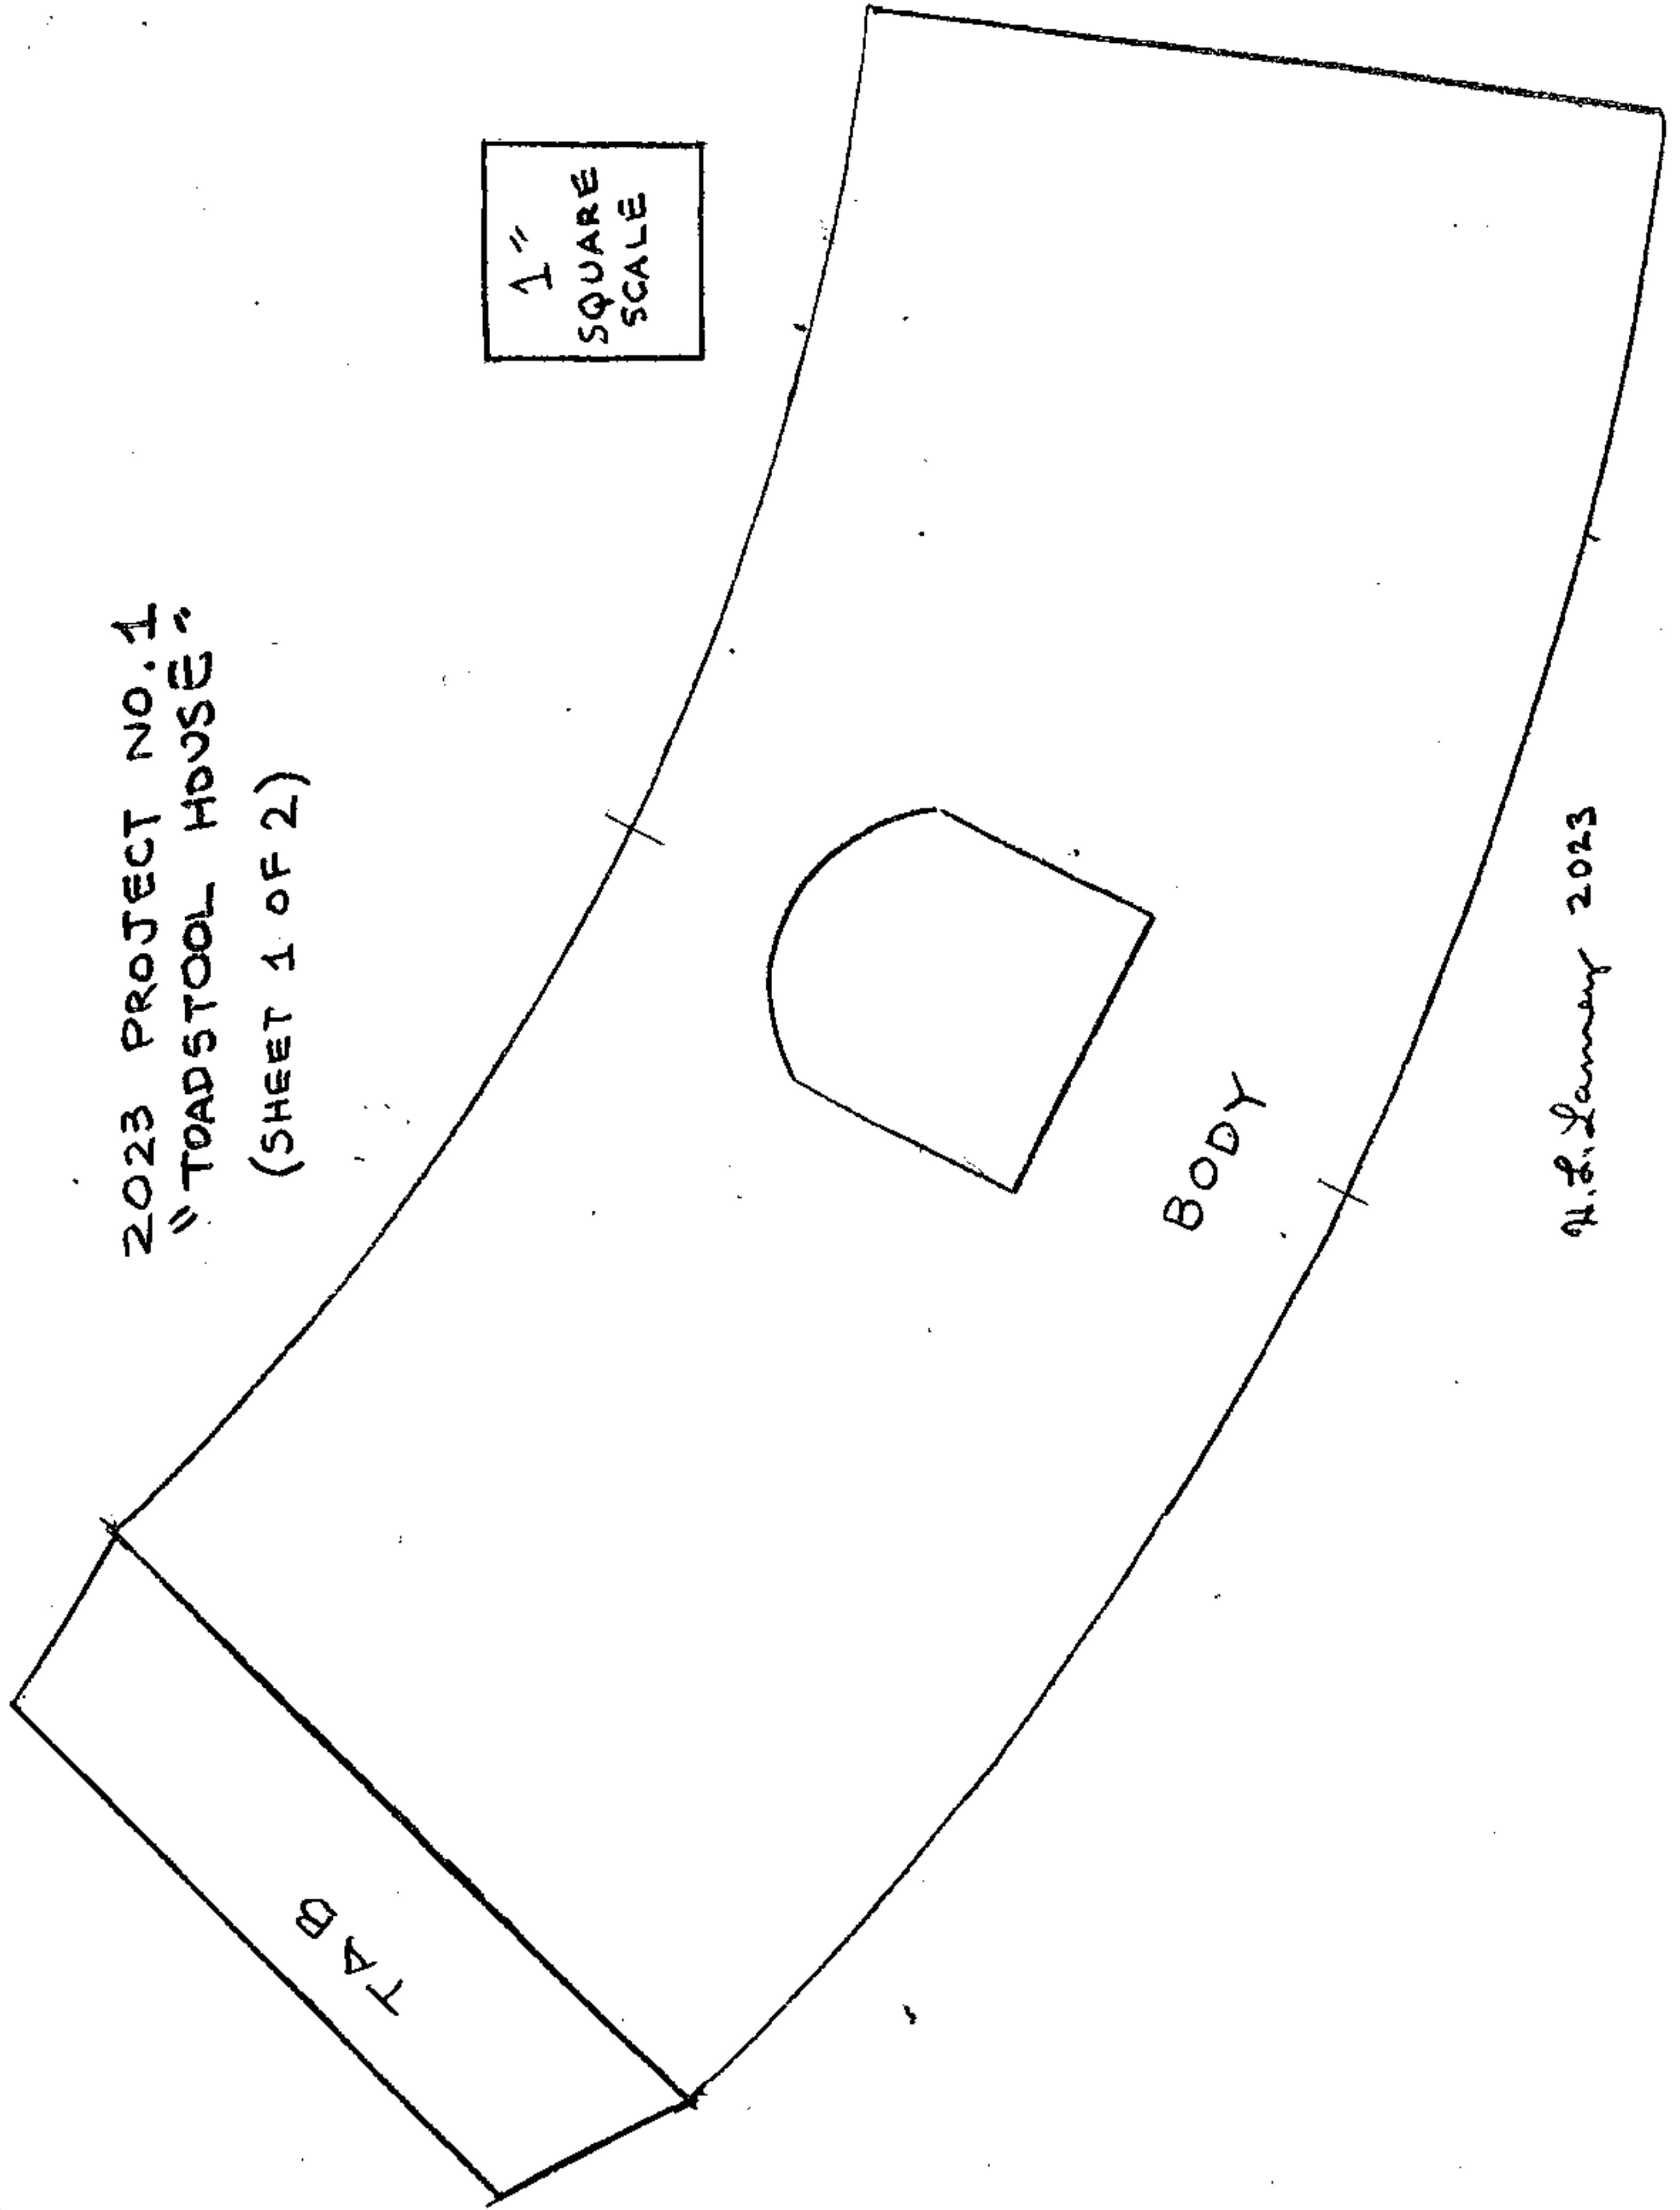 2023 PROJECT NO. 1
"TOADSTOOL HOUSE"
(SHEET 1 OF 2)
1"
SQUARE
SCALE
TAB
BODY
2023